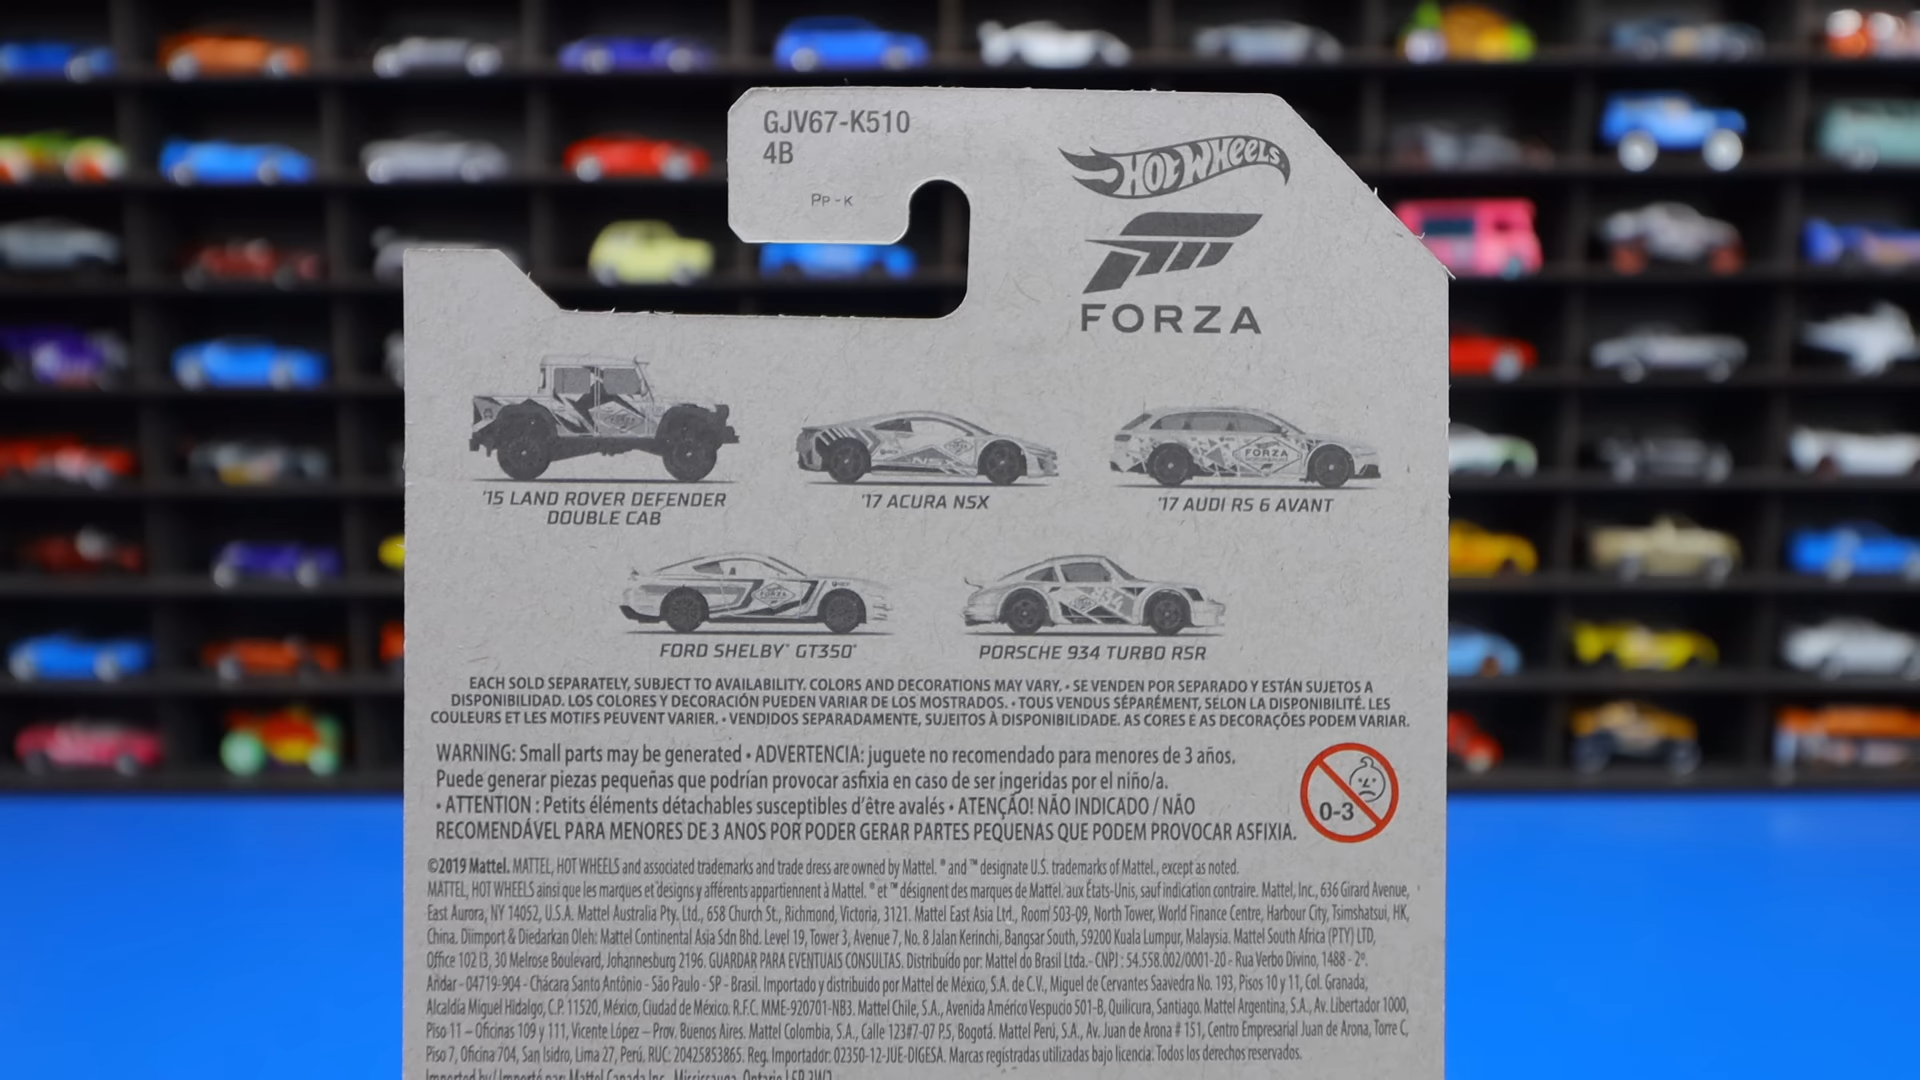 GJV67-K510
4B
Pp - K
HOT WHEELS
FORZA
'15 LAND ROVER DEFENDER
DOUBLE CAB
'17 ACURA NSX
'17 AUDI RS 6 AVANT
FORD SHELBY® GT350®
PORSCHE 934 TURBO RSR
EACH SOLD SEPARATELY, SUBJECT TO AVAILABILITY. COLORS AND DECORATIONS MAY VARY. • SE VENDEN POR SEPARADO Y ESTÁN SUJETOS A
DISPONIBILIDAD. LOS COLORES Y DECORACIÓN PUEDEN VARIAR DE LOS MOSTRADOS. • TOUS VENDUS SÉPARÉMENT, SELON LA DISPONIBILITÉ. LES
COULEURS ET LES MOTIFS PEUVENT VARIER. • VENDIDOS SEPARADAMENTE, SUJEITOS À DISPONIBILIDADE. AS CORES E AS DECORAÇÕES PODEM VARIAR.
WARNING: Small parts may be generated • ADVERTENCIA: juguete no recomendado para menores de 3 años.
Puede generar piezas pequeñas que podrían provocar asfixia en caso de ser ingeridas por el niño/a.
• ATTENTION : Petits éléments détachables susceptibles d'être avalés • ATENÇÃO! NÃO INDICADO / NÃO
RECOMENDÁVEL PARA MENORES DE 3 ANOS POR PODER GERAR PARTES PEQUENAS QUE PODEM PROVOCAR ASFIXIA.
0-3
©2019 Mattel. MATTEL, HOT WHEELS and associated trademarks and trade dress are owned by Mattel. ® and ™ designate U.S. trademarks of Mattel., except as noted.
MATTEL, HOT WHEELS ainsi que les marques et designs y afférents appartiennent à Mattel. ® et ™ désignent des marques de Mattel. aux États-Unis, sauf indication contraire. Mattel, Inc., 636 Girard Avenue,
East Aurora, NY 14052, U.S.A. Mattel Australia Pty. Ltd., 658 Church St., Richmond, Victoria, 3121. Mattel East Asia Ltd., Room 503-09, North Tower, World Finance Centre, Harbour City, Tsimshatsui, HK,
China. Diimport & Diedarkan Oleh: Mattel Continental Asia Sdn Bhd. Level 19, Tower 3, Avenue 7, No. 8 Jalan Kerinchi, Bangsar South, 59200 Kuala Lumpur, Malaysia. Mattel South Africa (PTY) LTD,
Office 102 I3, 30 Melrose Boulevard, Johannesburg 2196. GUARDAR PARA EVENTUAIS CONSULTAS. Distribuído por: Mattel do Brasil Ltda.- CNPJ : 54.558.002/0001-20 - Rua Verbo Divino, 1488 - 2º.
Andar - 04719-904 - Chácara Santo Antônio - São Paulo - SP - Brasil. Importado y distribuido por Mattel de México, S.A. de C.V., Miguel de Cervantes Saavedra No. 193, Pisos 10 y 11, Col. Granada,
Alcaldía Miguel Hidalgo, C.P. 11520, México, Ciudad de México. R.F.C. MME-920701-NB3. Mattel Chile, S.A., Avenida Américo Vespucio 501-B, Quilicura, Santiago. Mattel Argentina, S.A., Av. Libertador 1000,
Piso 11 – Oficinas 109 y 111, Vicente López – Prov. Buenos Aires. Mattel Colombia, S.A., Calle 123#7-07 P.5, Bogotá. Mattel Perú, S.A., Av. Juan de Arona # 151, Centro Empresarial Juan de Arona, Torre C,
Piso 7, Oficina 704, San Isidro, Lima 27, Perú. RUC: 20425853865. Reg. Importador: 02350-12-JUE-DIGESA. Marcas registradas utilizadas bajo licencia. Todos los derechos reservados.
Imported by/Importé par: Mattel Canada Inc., Mississauga, Ontario L5R 3W2